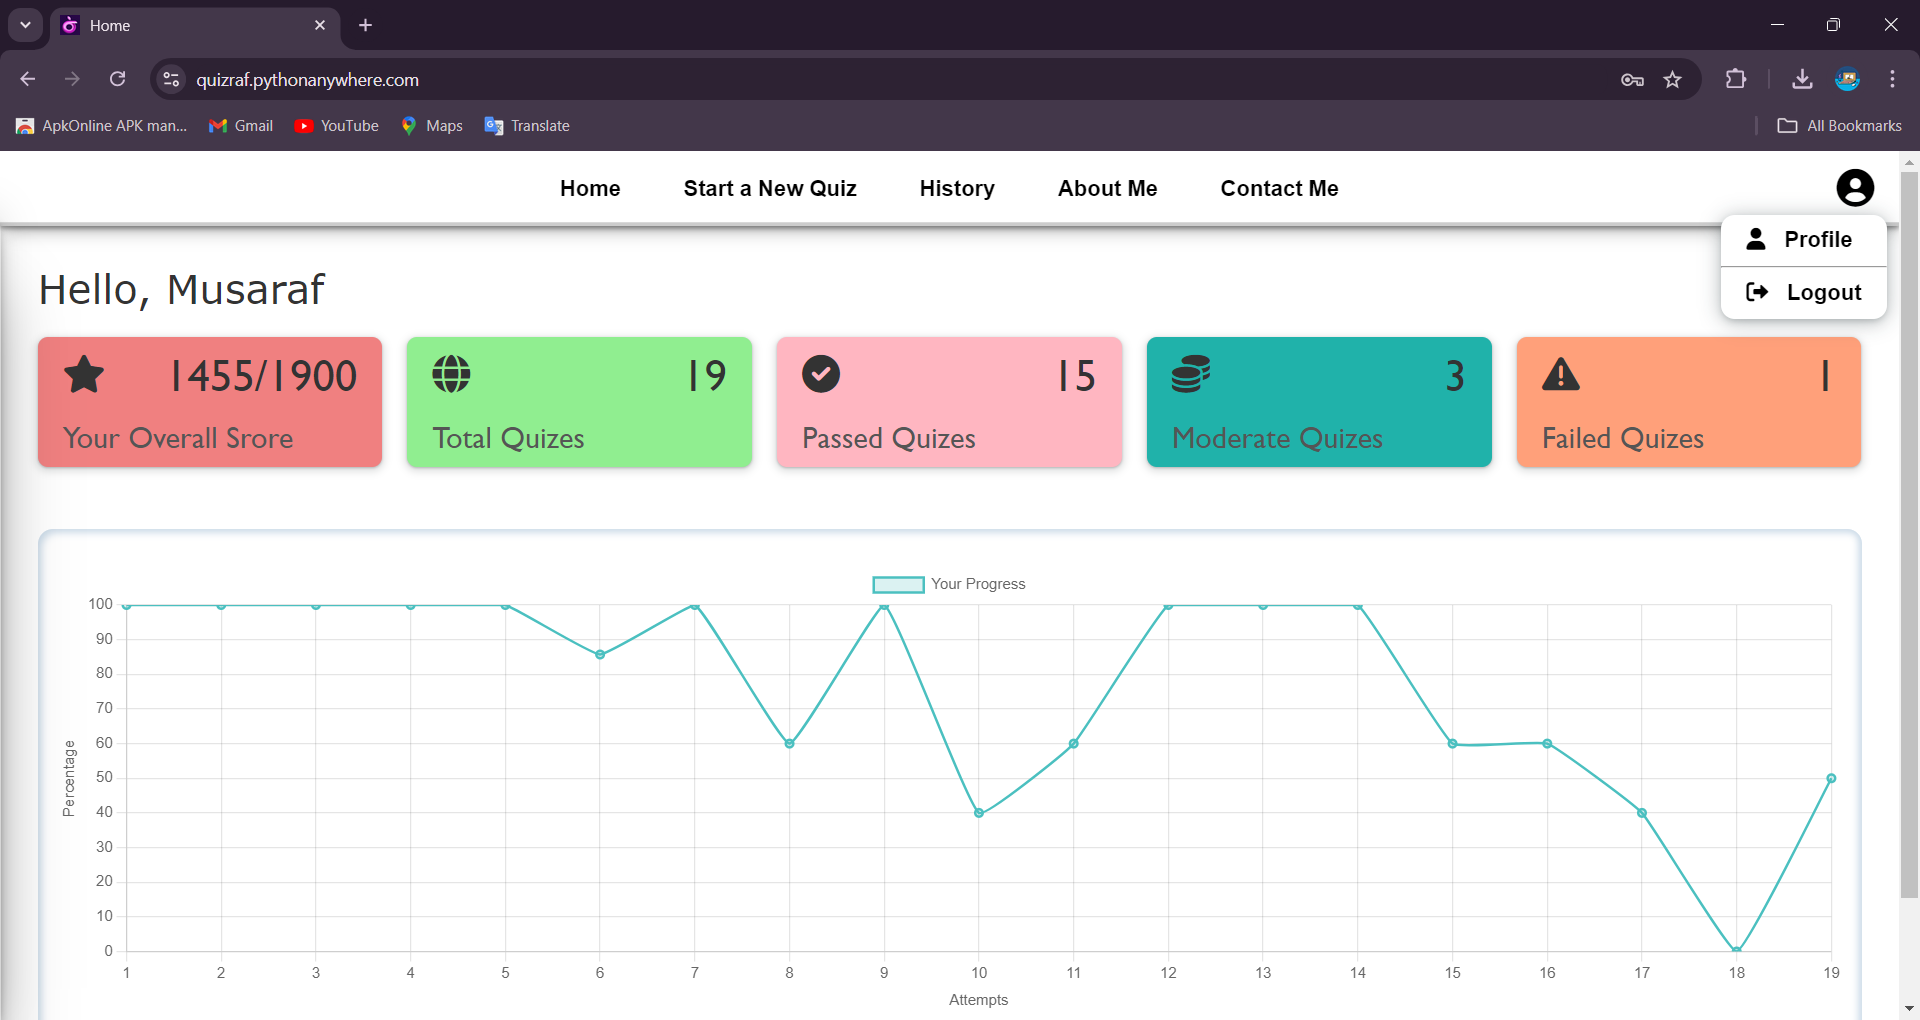 Home
quizraf.pythonanywhere.com
ApkOnline APK man... Gmail YouTube Maps Translate All Bookmarks
Home Start a New Quiz History About Me Contact Me
Profile
Logout
Hello, Musaraf
1455/1900
Your Overall Srore
19
Total Quizes
15
Passed Quizes
3
Moderate Quizes
1
Failed Quizes
Your Progress
100
90
80
70
60
50
40
30
20
10
0
Percentage
1 2 3 4 5 6 7 8 9 10 11 12 13 14 15 16 17 18 19
Attempts